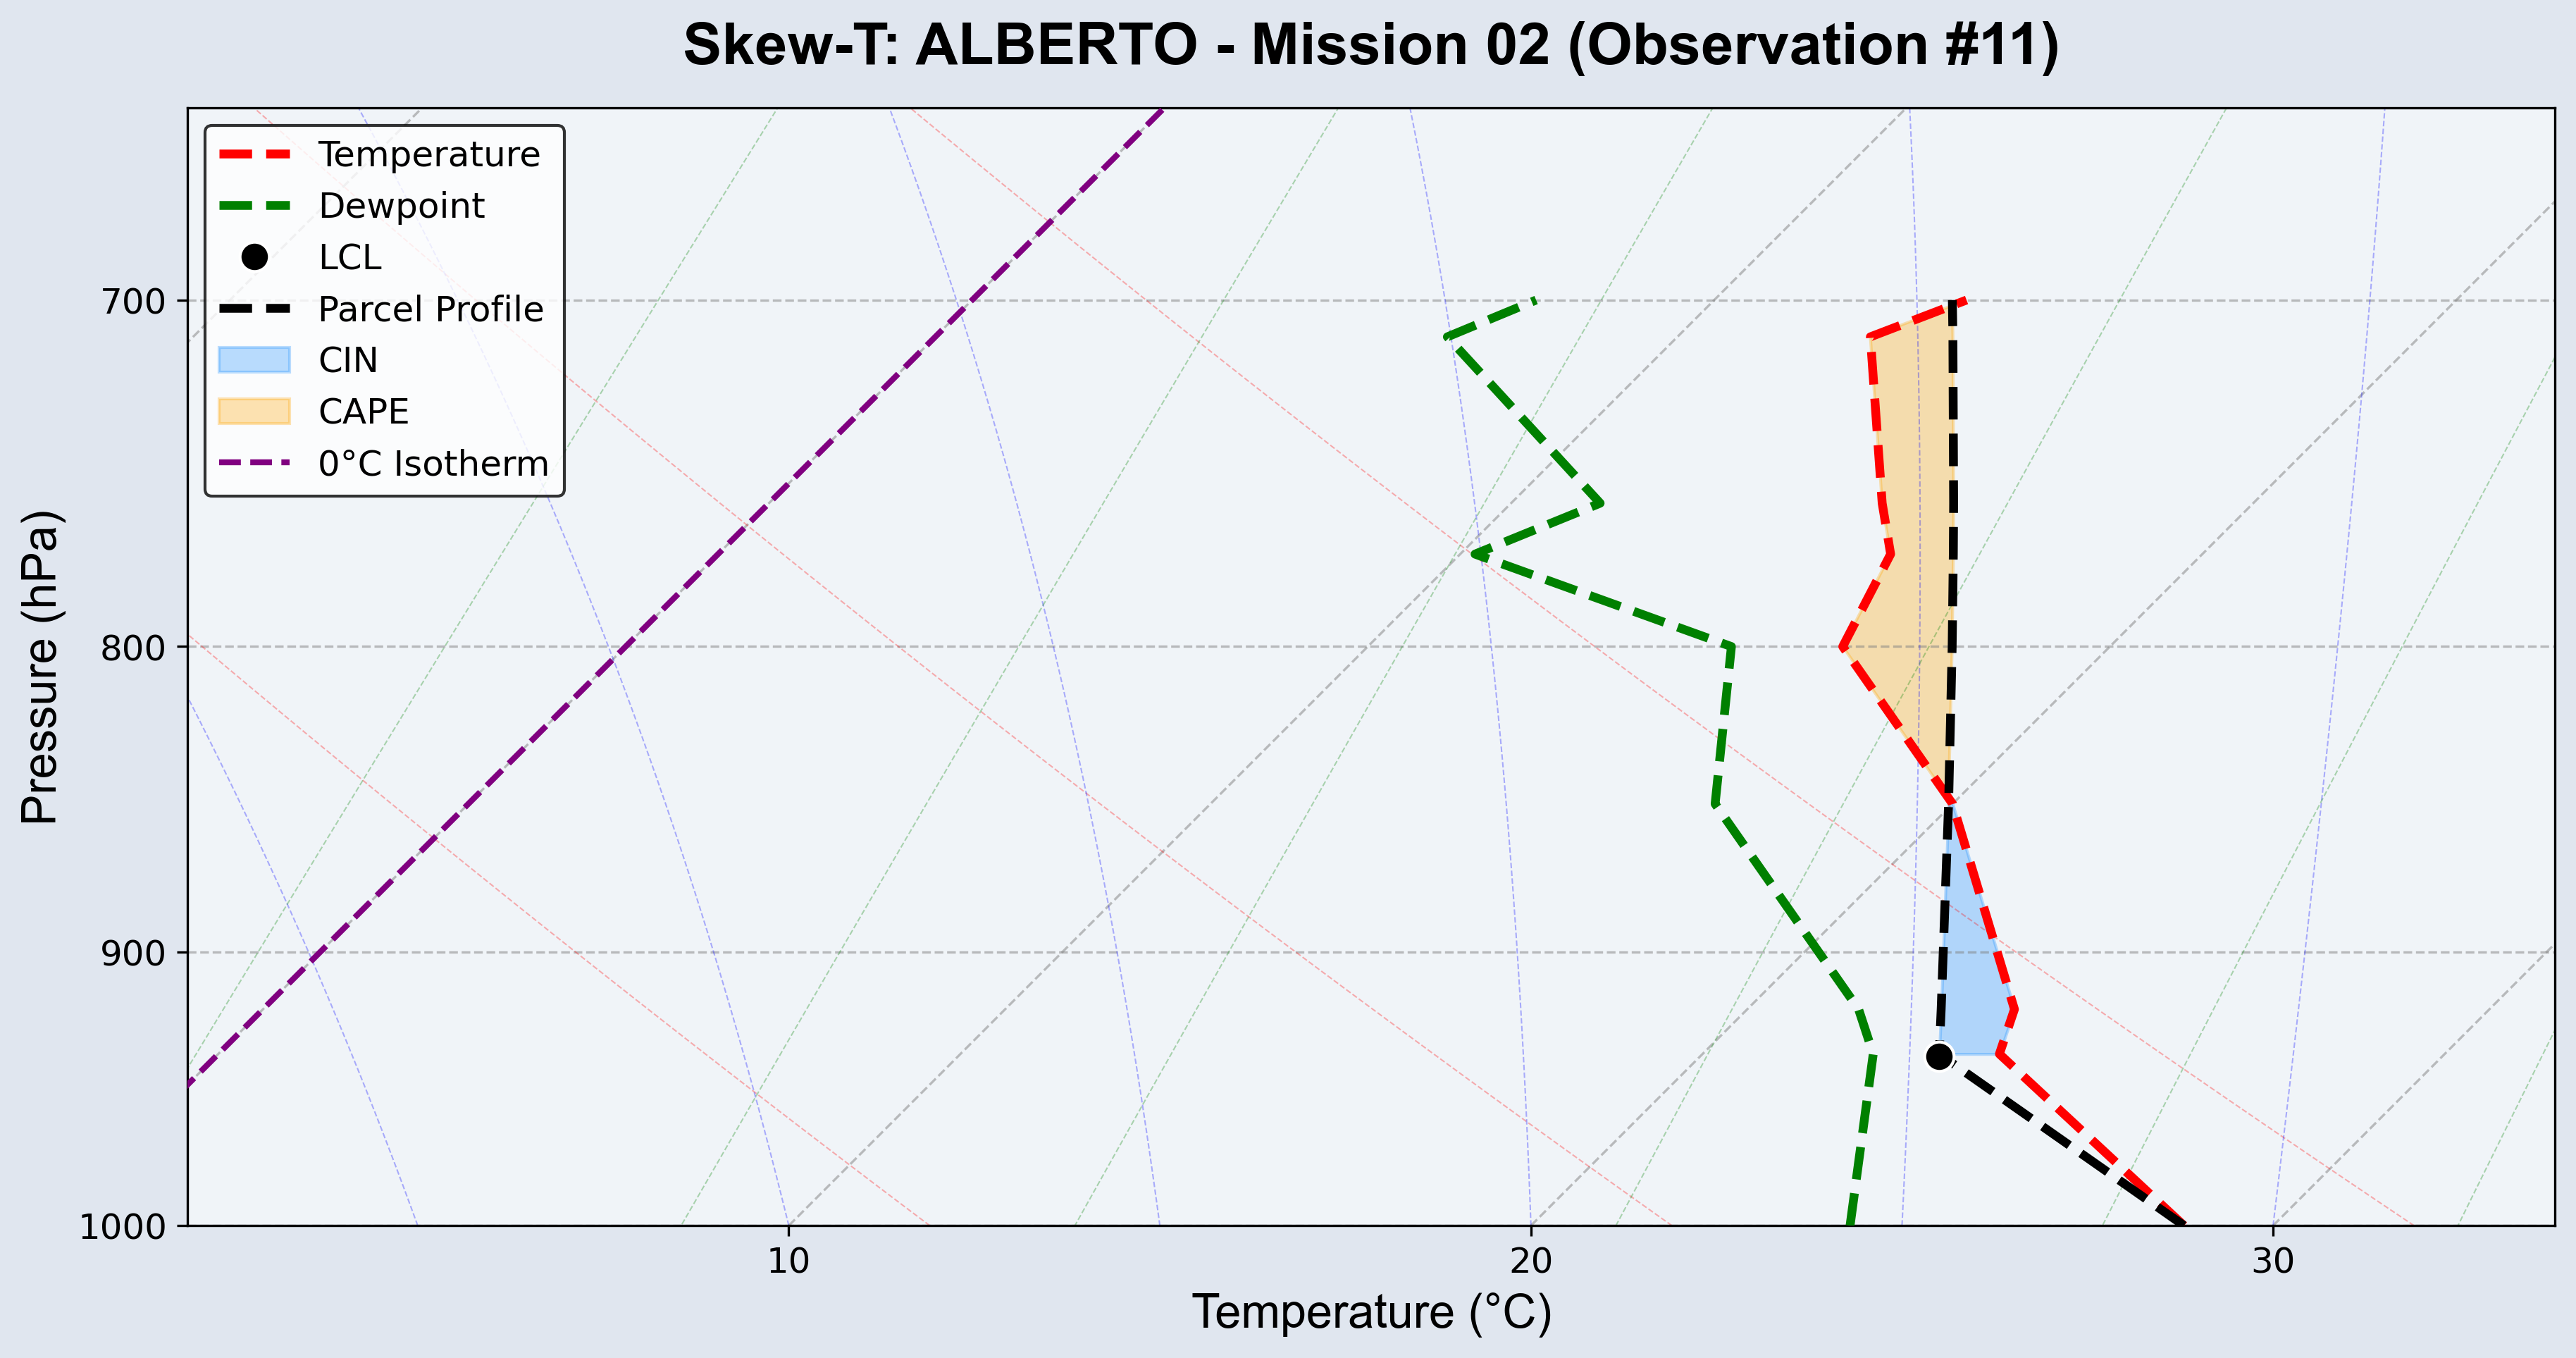 Skew-T: ALBERTO - Mission 02 (Observation #11)
Temperature
Dewpoint
LCL
Parcel Profile
CIN
CAPE
0°C Isotherm
Pressure (hPa)
700
800
900
1000
10 20 30
Temperature (°C)